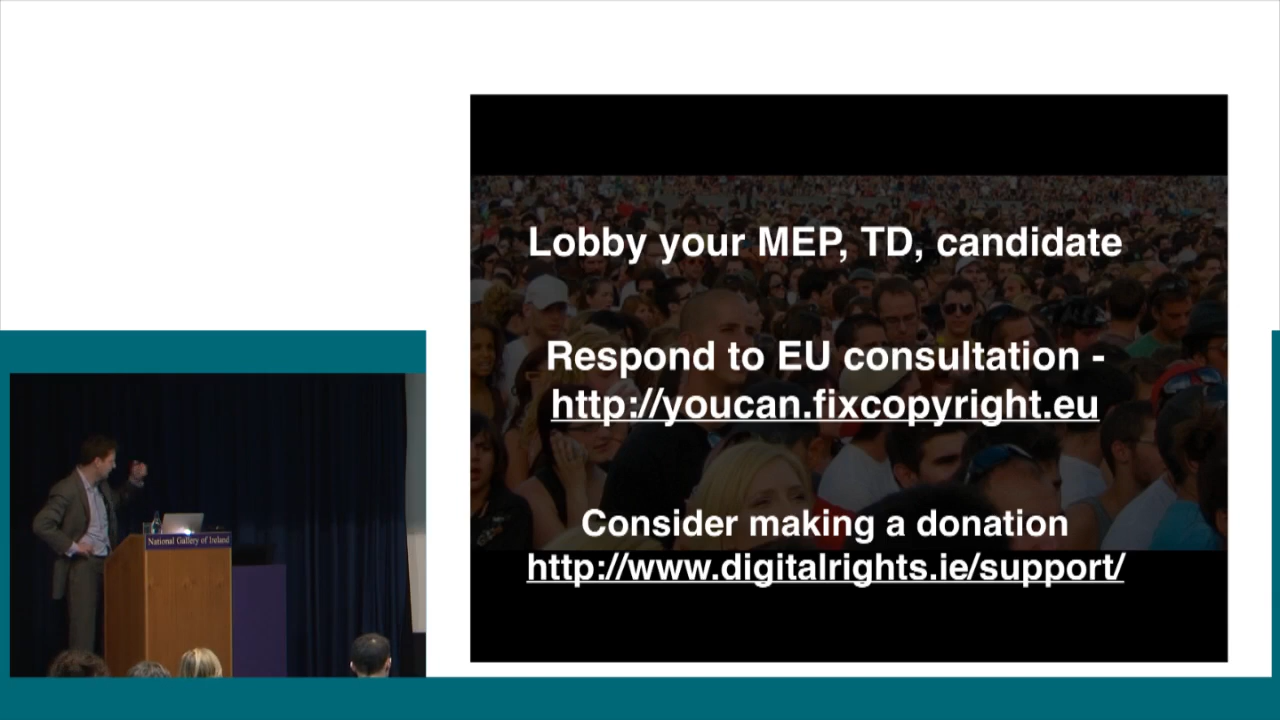 Lobby your MEP, TD, candidate
Respond to EU consultation -
http://youcan.fixcopyright.eu
Consider making a donation
http://www.digitalrights.ie/support/
National Gallery of Ireland